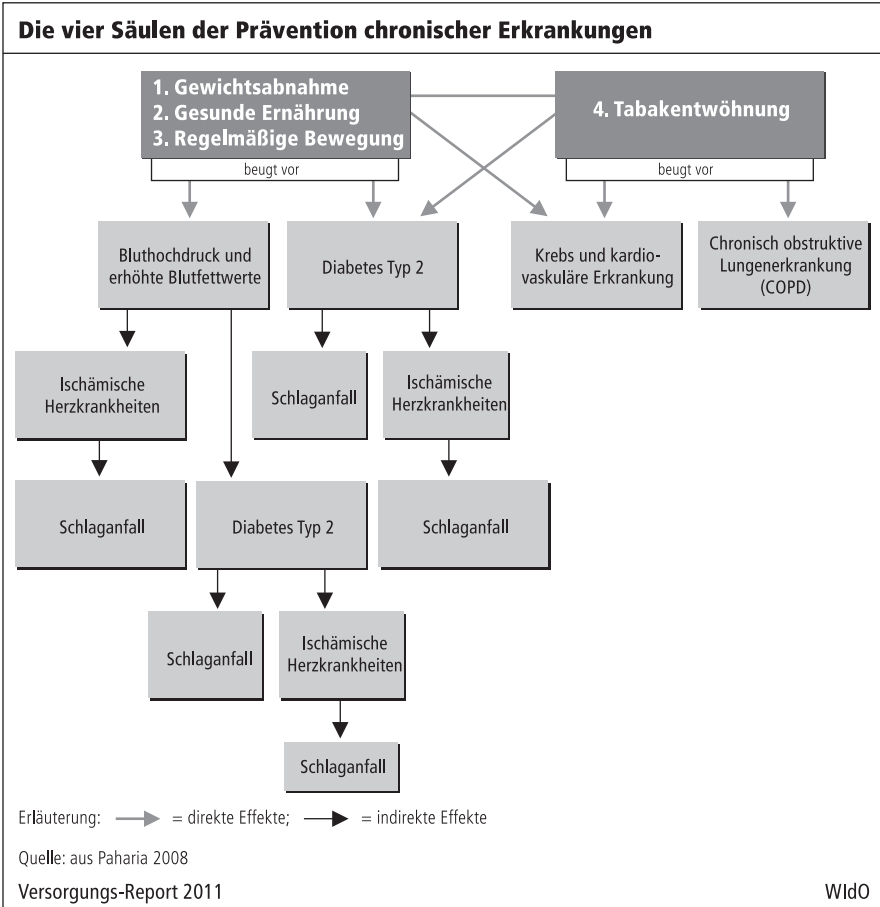 Die vier Säulen der Prävention chronischer Erkrankungen
1. Gewichtsabnahme
2. Gesunde Ernährung
3. Regelmäßige Bewegung
4. Tabakentwöhnung
beugt vor
beugt vor
Bluthochdruck und
erhöhte Blutfettwerte
Diabetes Typ 2
Krebs und kardio-
vaskuläre Erkrankung
Chronisch obstruktive
Lungenerkrankung
(COPD)
Ischämische
Herzkrankheiten
Schlaganfall
Ischämische
Herzkrankheiten
Schlaganfall
Diabetes Typ 2
Schlaganfall
Schlaganfall
Ischämische
Herzkrankheiten
Schlaganfall
Erläuterung: = direkte Effekte; = indirekte Effekte
Quelle: aus Paharia 2008
Versorgungs-Report 2011 WIdO